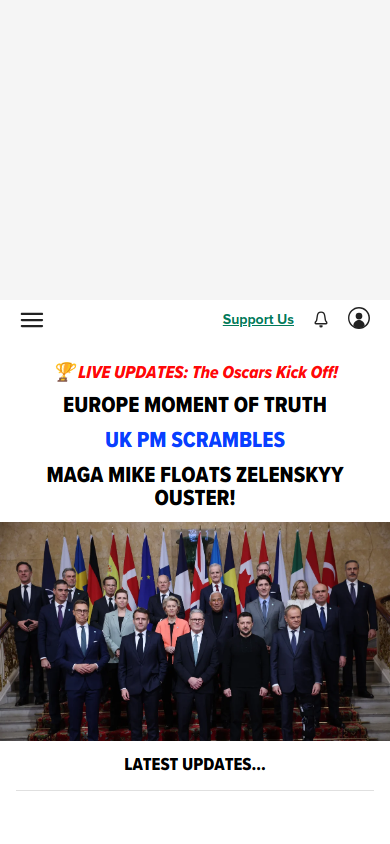 Support Us
🏆LIVE UPDATES: The Oscars Kick Off!
EUROPE MOMENT OF TRUTH
UK PM SCRAMBLES
MAGA MIKE FLOATS ZELENSKYY
OUSTER!
LATEST UPDATES...